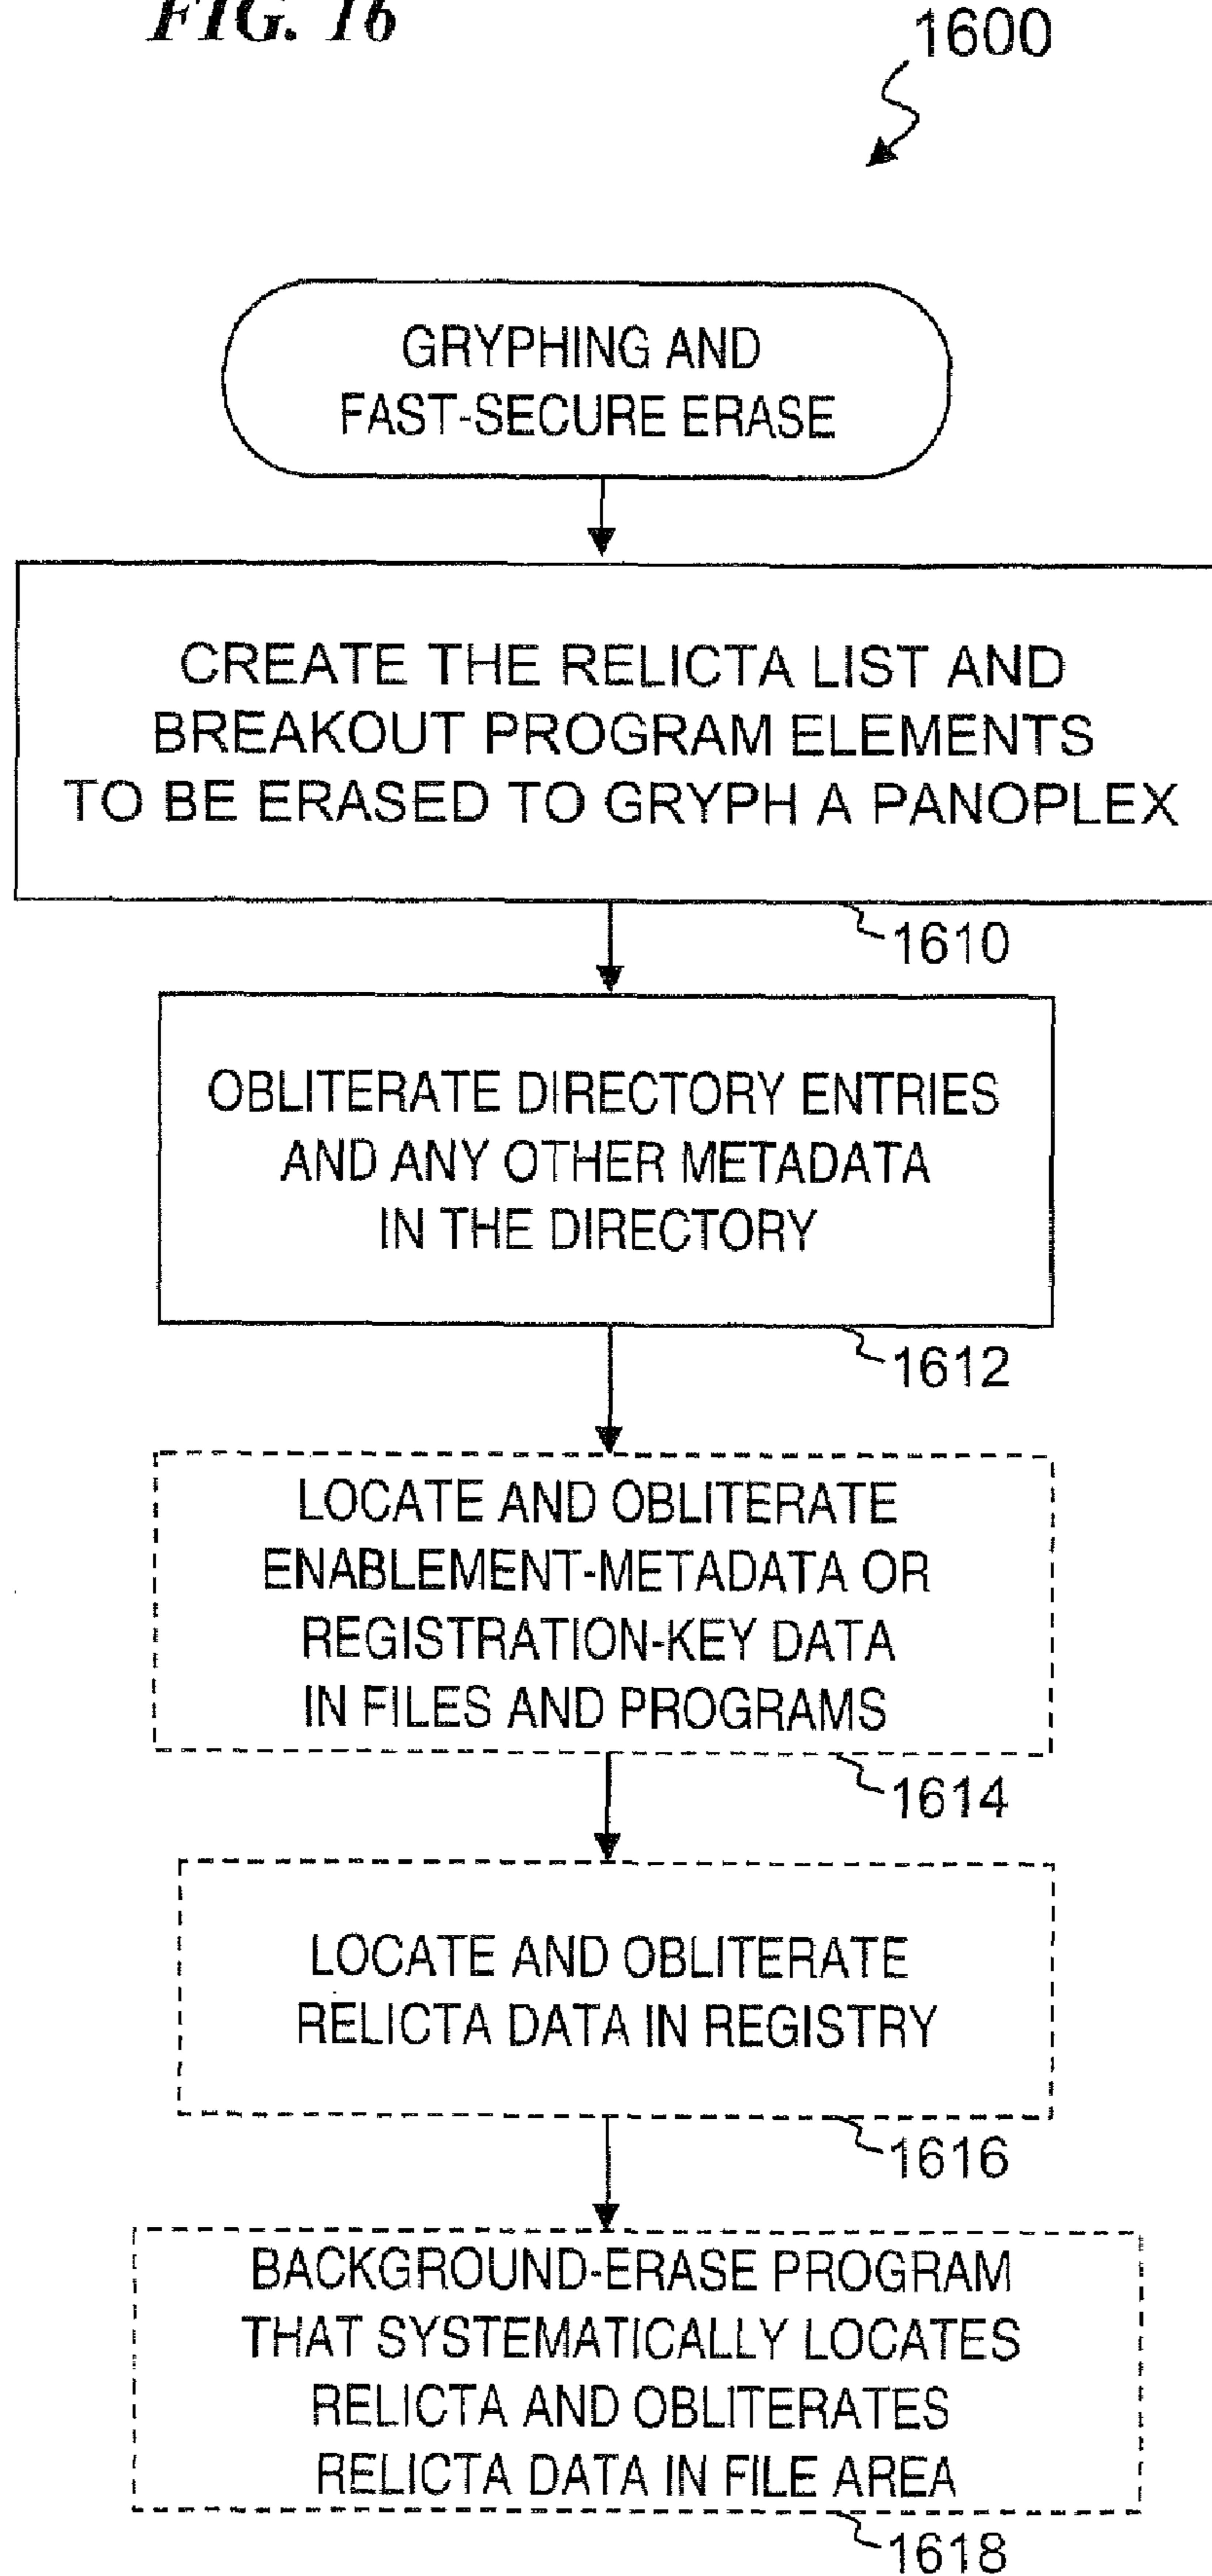 FIG. 16
1600
GRYPHING AND
FAST-SECURE ERASE
CREATE THE RELICTA LIST AND
BREAKOUT PROGRAM ELEMENTS
TO BE ERASED TO GRYPH A PANOPLEX
1610
OBLITERATE DIRECTORY ENTRIES
AND ANY OTHER METADATA
IN THE DIRECTORY
1612
LOCATE AND OBLITERATE
ENABLEMENT-METADATA OR
REGISTRATION-KEY DATA
IN FILES AND PROGRAMS
1614
LOCATE AND OBLITERATE
RELICTA DATA IN REGISTRY
1616
BACKGROUND-ERASE PROGRAM
THAT SYSTEMATICALLY LOCATES
RELICTA AND OBLITERATES
RELICTA DATA IN FILE AREA
1618